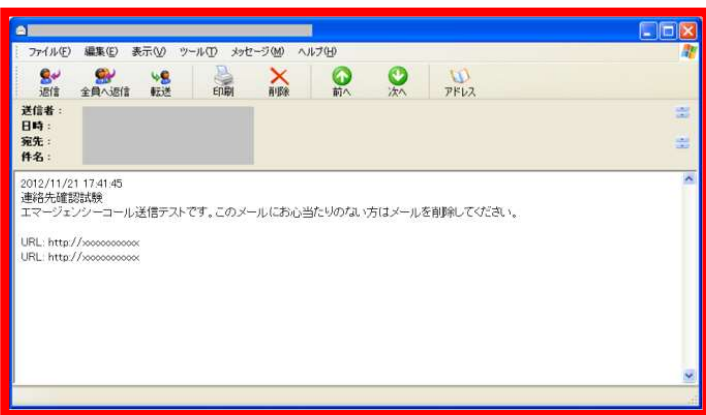 ファイル(F) 編集(E) 表示(V) ツール(T) メッセージ(M) ヘルプ(H)
返信 全員へ返信 転送 印刷 削除 前へ 次へ アドレス
送信者：
日時：
宛先：
件名：
2012/11/21 17:41:45
連絡先確認試験
エマージェンシーコール送信テストです。このメールにお心当たりのない方はメールを削除してください。
URL: http://xxxxxxxxxxx
URL: http://xxxxxxxxxxx